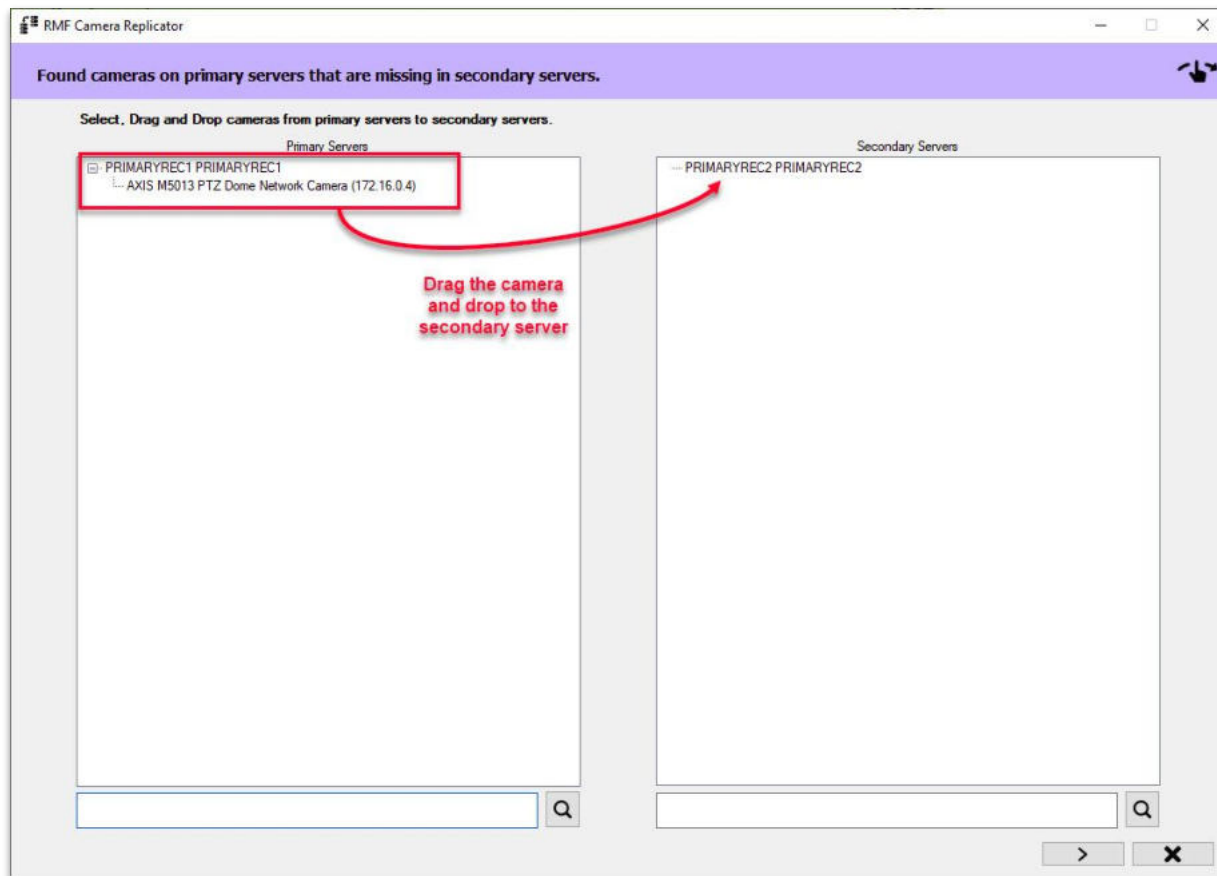 RMF Camera Replicator
Found cameras on primary servers that are missing in secondary servers.
Select, Drag and Drop cameras from primary servers to secondary servers.
Primary Servers
Secondary Servers
PRIMARYREC1 PRIMARYREC1
AXIS M5013 PTZ Dome Network Camera (172.16.0.4)
PRIMARYREC2 PRIMARYREC2
Drag the camera
and drop to the
secondary server